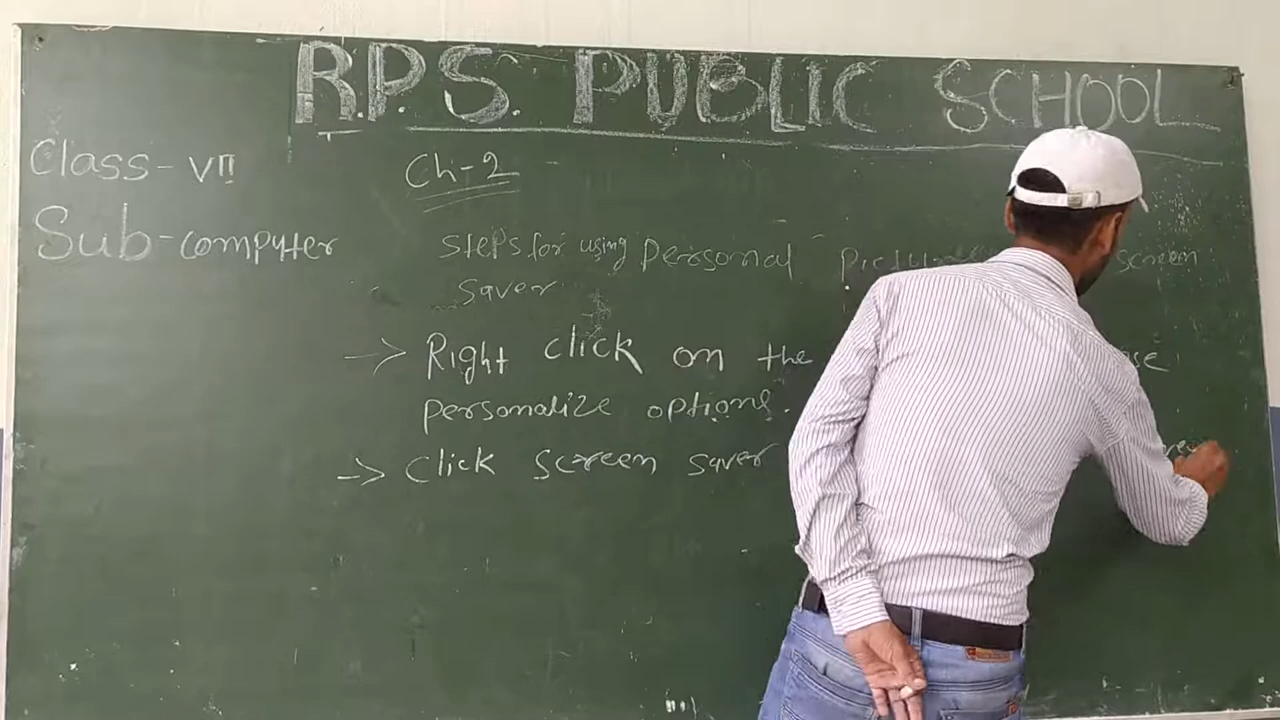 R.P.S. PUBLIC SCHOOL
Class - VII
Ch-2
Sub - computer
steps for using personal screen
saver
→ Right click on the
personalize options.
→ Click screen saver